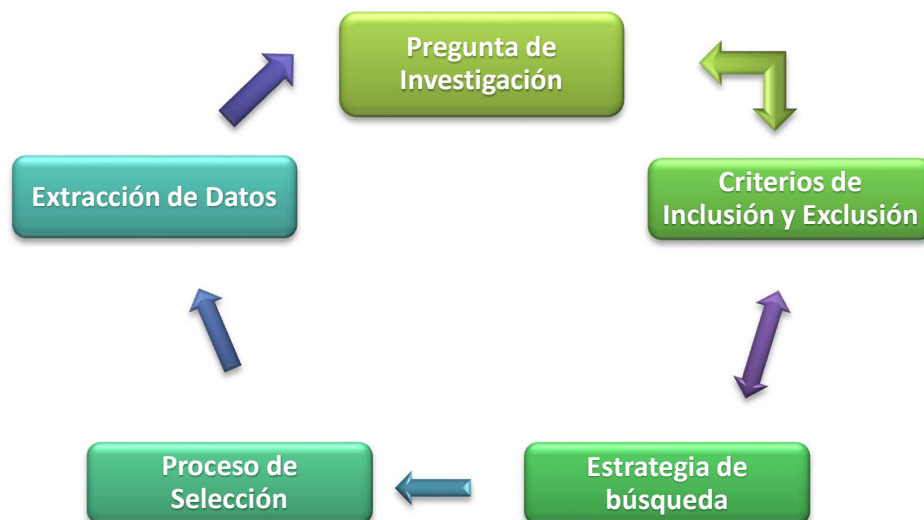 Pregunta de
Investigación
Criterios de
Inclusión y Exclusión
Estrategia de
búsqueda
Proceso de
Selección
Extracción de Datos